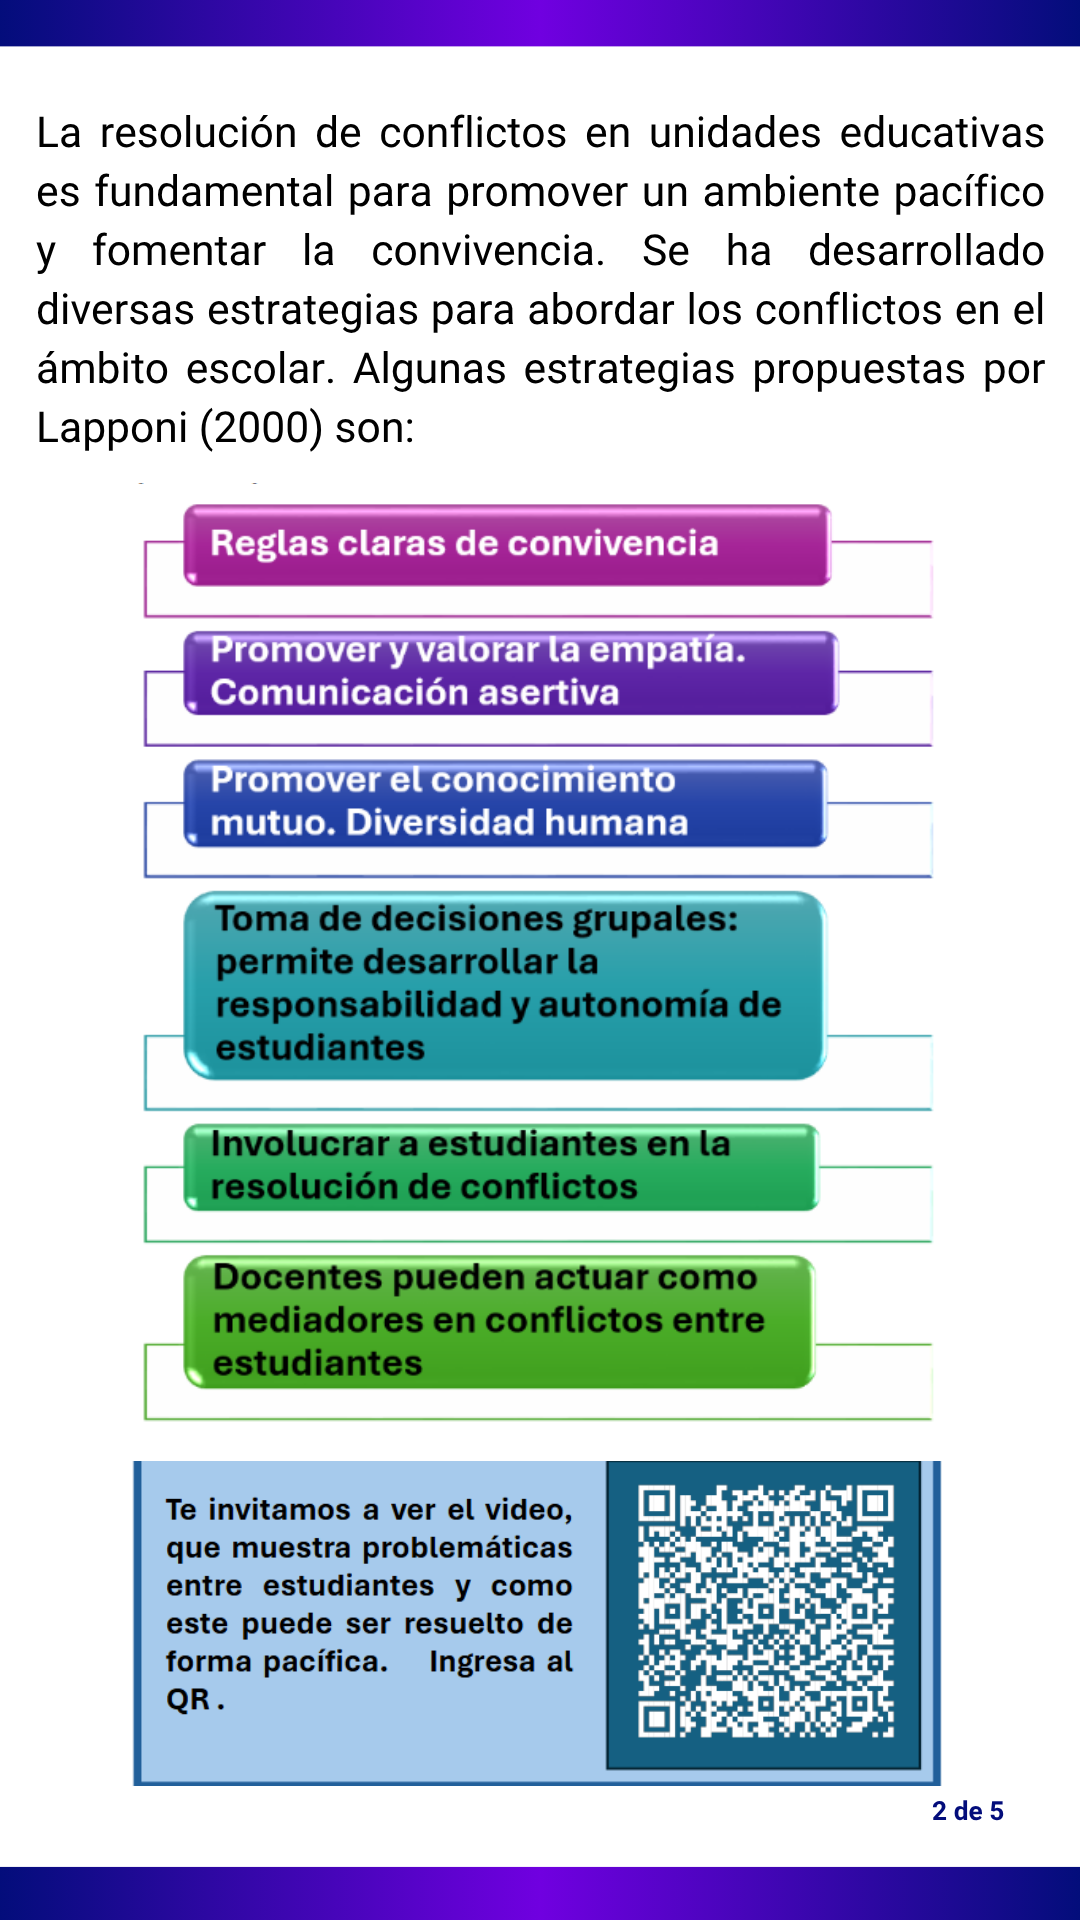 La resolución de conflictos en unidades educativas
es fundamental para promover un ambiente pacífico
y fomentar la convivencia. Se ha desarrollado
diversas estrategias para abordar los conflictos en el
ámbito escolar. Algunas estrategias propuestas por
Lapponi (2000) son:
Reglas claras de convivencia
Promover y valorar la empatía.
Comunicación asertiva
Promover el conocimiento
mutuo. Diversidad humana
Toma de decisiones grupales:
permite desarrollar la
responsabilidad y autonomía de
estudiantes
Involucrar a estudiantes en la
resolución de conflictos
Docentes pueden actuar como
mediadores en conflictos entre
estudiantes
Te invitamos a ver el video,
que muestra problemáticas
entre estudiantes y como
este puede ser resuelto de
forma pacífica. Ingresa al
QR .
2 de 5